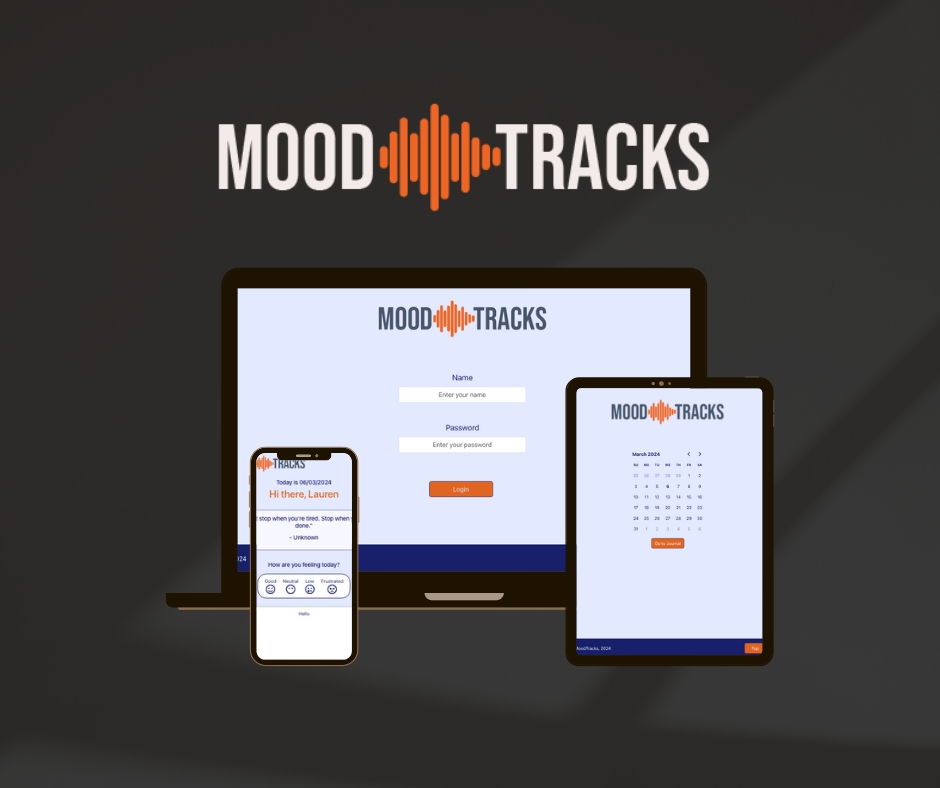 MOOD TRACKS
MOOD TRACKS
Name
Enter your name
Password
Enter your password
Login
024
TRACKS
Today is 06/03/2024
Hi there, Lauren
t stop when you're tired. Stop when
done."
- Unknown
How are you feeling today?
Good Neutral Low Frustrated
Hello
MOOD TRACKS
March 2024
SU MO TU WE TH FR SA
25 26 27 28 29 1 2
3 4 5 6 7 8 9
10 11 12 13 14 15 16
17 18 19 20 21 22 23
24 25 26 27 28 29 30
31 1 2 3 4 5 6
Go to Journal
MoodTracks, 2024
Top